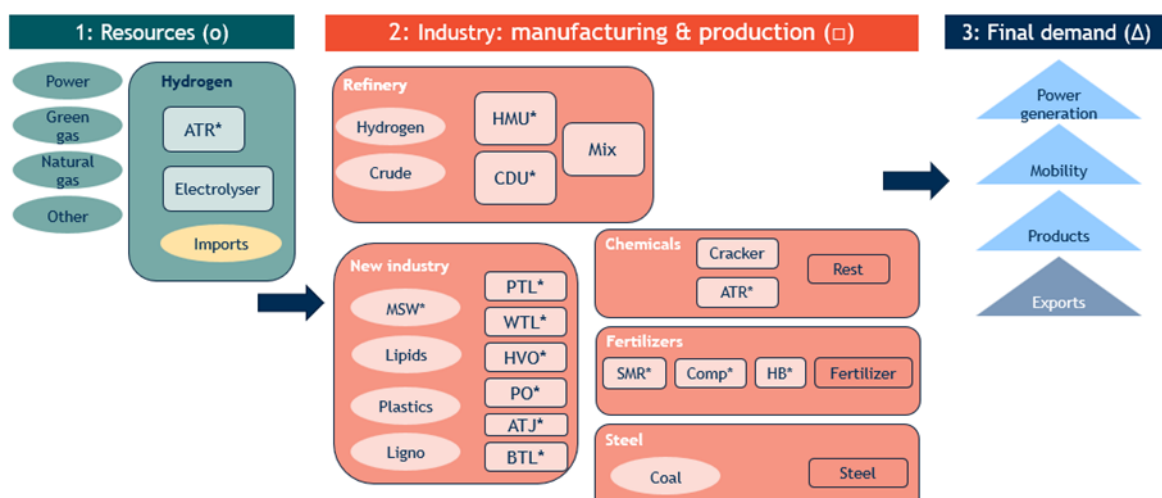 1: Resources (o)
Power
Green
gas
Natural
gas
Other
Hydrogen
ATR*
Electrolyser
Imports
2: Industry: manufacturing & production (□)
Refinery
Hydrogen
Crude
HMU*
CDU*
Mix
New industry
MSW*
Lipids
Plastics
Ligno
PTL*
WTL*
HVO*
PO*
ATJ*
BTL*
Chemicals
Cracker
ATR*
Rest
Fertilizers
SMR*
Comp*
HB*
Fertilizer
Steel
Coal
Steel
3: Final demand (Δ)
Power
generation
Mobility
Products
Exports